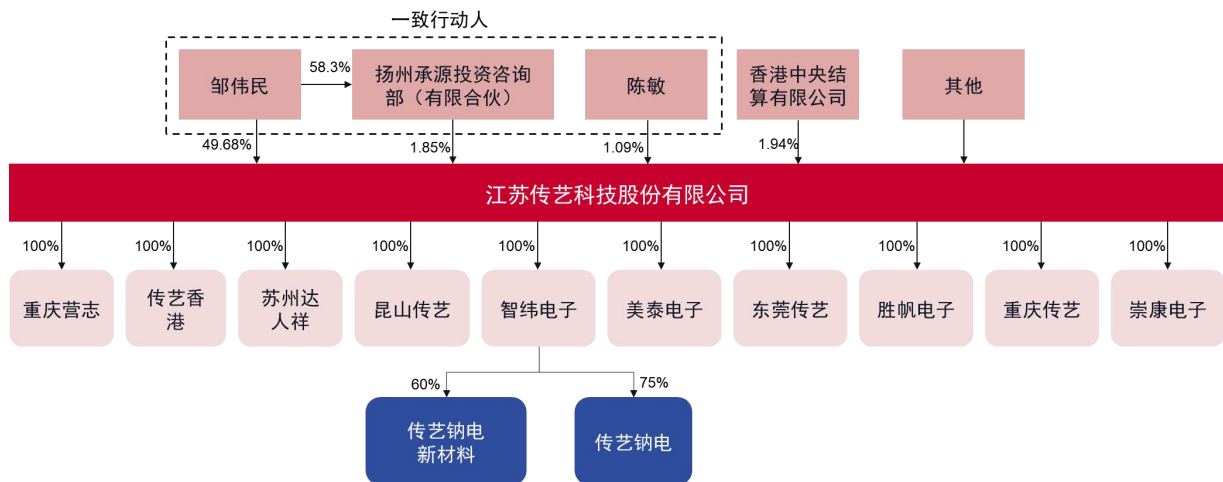 一致行动人
邹伟民
58.3%
扬州承源投资咨询
部（有限合伙）
陈敏
香港中央结
算有限公司
其他
49.68%
1.85%
1.09%
1.94%
江苏传艺科技股份有限公司
100%
100%
100%
100%
100%
100%
100%
100%
100%
100%
重庆营志
传艺香
港
苏州达
人祥
昆山传艺
智纬电子
美泰电子
东莞传艺
胜帆电子
重庆传艺
崇康电子
60%
75%
传艺钠电
新材料
传艺钠电